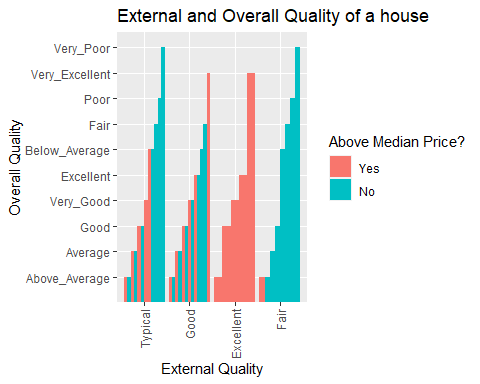 External and Overall Quality of a house
Very_Poor
Very_Excellent
Poor
Fair
Below_Average
Excellent
Very_Good
Good
Average
Above_Average
Overall Quality
Typical
Good
Excellent
Fair
External Quality
Above Median Price?
Yes
No